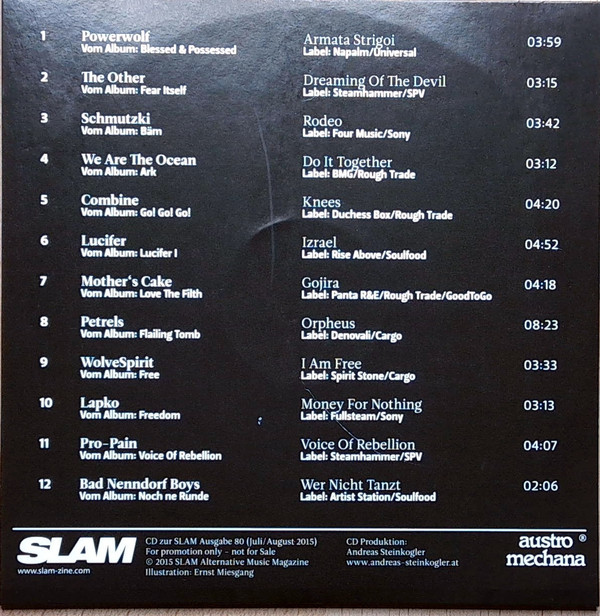 1 Powerwolf Armata Strigoi 03:59
Vom Album: Blessed & Possessed Label: Napalm/Universal
2 The Other Dreaming Of The Devil 03:15
Vom Album: Fear Itself Label: Steamhammer/SPV
3 Schmutzki Rodeo 03:42
Vom Album: Bäm Label: Four Music/Sony
4 We Are The Ocean Do It Together 03:12
Vom Album: Ark Label: BMG/Rough Trade
5 Combine Knees 04:20
Vom Album: Go! Go! Go! Label: Duchess Box/Rough Trade
6 Lucifer Izrael 04:52
Vom Album: Lucifer I Label: Rise Above/Soulfood
7 Mother's Cake Gojira 04:18
Vom Album: Love The Filth Label: Panta R&E/Rough Trade/GoodToGo
8 Petrels Orpheus 08:23
Vom Album: Flailing Tomb Label: Denovali/Cargo
9 WolveSpirit I Am Free 03:33
Vom Album: Free Label: Spirit Stone/Cargo
10 Lapko Money For Nothing 03:13
Vom Album: Freedom Label: Fullsteam/Sony
11 Pro-Pain Voice Of Rebellion 04:07
Vom Album: Voice Of Rebellion Label: Steamhammer/SPV
12 Bad Nenndorf Boys Wer Nicht Tanzt 02:06
Vom Album: Noch ne Runde Label: Artist Station/Soulfood
SLAM
www.slam-zine.com
CD zur SLAM Ausgabe 80 (Juli/August 2015)
For promotion only - not for Sale
© 2015 SLAM Alternative Music Magazine
Illustration: Ernst Miesgang
CD Produktion:
Andreas Steinkogler
www.andreas-steinkogler.at
austro ®
mechana